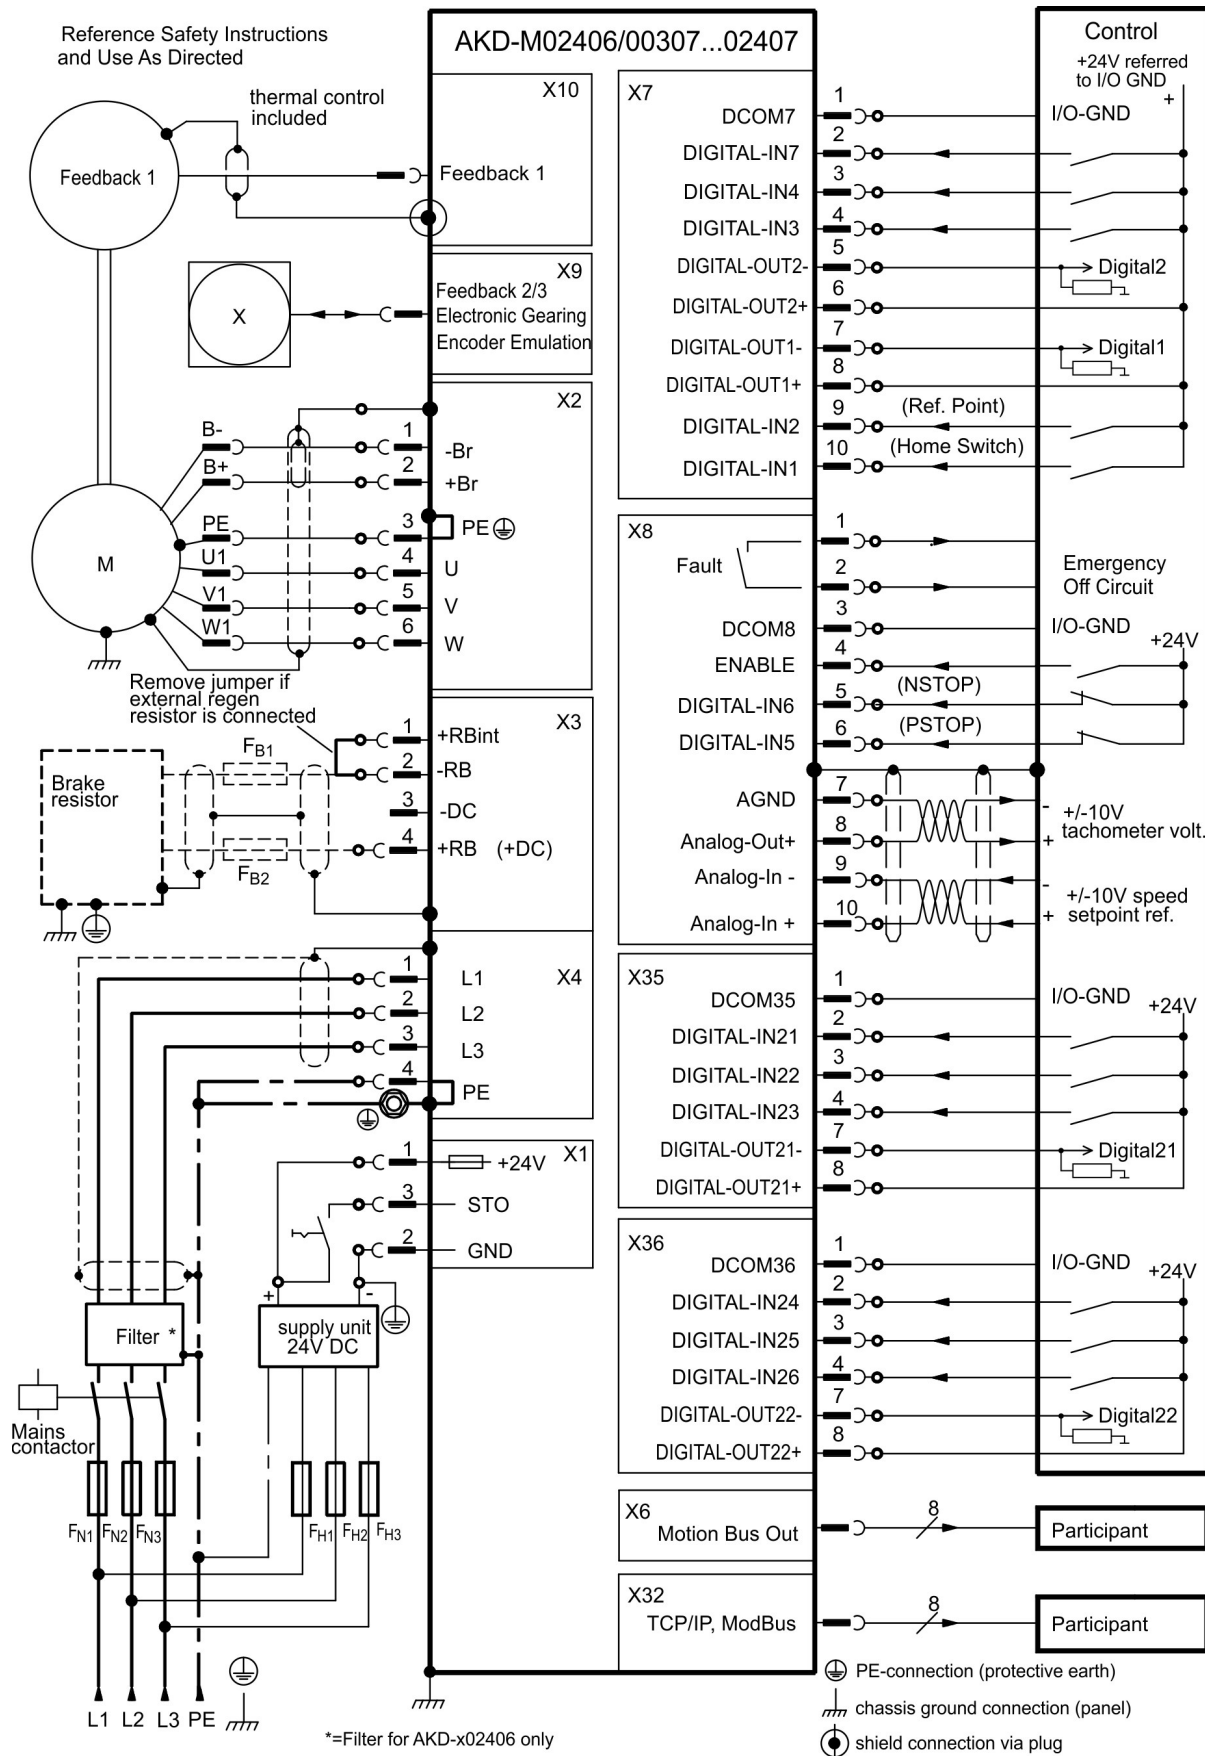 Reference Safety Instructions
and Use As Directed
AKD-M02406/00307...02407
Control
+24V referred
to I/O GND
+
thermal control
included
Feedback 1
X10
Feedback 1
X
X9
Feedback 2/3
Electronic Gearing
Encoder Emulation
X2
B-
1
-Br
B+
2
+Br
PE
3
PE
M
U1
4
U
V1
5
V
W1
6
W
Remove jumper if
external regen
resistor is connected
X3
1
+RBint
FB1
2
-RB
Brake
resistor
3
-DC
4
+RB (+DC)
FB2
X4
1
L1
2
L2
3
L3
4
PE
X1
1
+24V
3
STO
2
GND
+
-
Filter *
supply unit
24V DC
Mains
contactor
FN1
FN2
FN3
FH1
FH2
FH3
L1
L2
L3
PE
*=Filter for AKD-x02406 only
X7
DCOM7
1
I/O-GND
DIGITAL-IN7
2
DIGITAL-IN4
3
DIGITAL-IN3
4
DIGITAL-OUT2-
5
Digital2
DIGITAL-OUT2+
6
DIGITAL-OUT1-
7
Digital1
DIGITAL-OUT1+
8
DIGITAL-IN2
9
(Ref. Point)
DIGITAL-IN1
10
(Home Switch)
X8
Fault
1
2
Emergency
Off Circuit
DCOM8
3
I/O-GND
+24V
ENABLE
4
DIGITAL-IN6
5
(NSTOP)
DIGITAL-IN5
6
(PSTOP)
AGND
7
-
+/-10V
tachometer volt.
Analog-Out+
8
+
Analog-In -
9
-
+/-10V speed
setpoint ref.
Analog-In +
10
+
X35
DCOM35
1
I/O-GND
+24V
DIGITAL-IN21
2
DIGITAL-IN22
3
DIGITAL-IN23
4
DIGITAL-OUT21-
7
Digital21
DIGITAL-OUT21+
8
X36
DCOM36
1
I/O-GND
+24V
DIGITAL-IN24
2
DIGITAL-IN25
3
DIGITAL-IN26
4
DIGITAL-OUT22-
7
Digital22
DIGITAL-OUT22+
8
X6
Motion Bus Out
8
Participant
X32
TCP/IP, ModBus
8
Participant
PE-connection (protective earth)
chassis ground connection (panel)
shield connection via plug